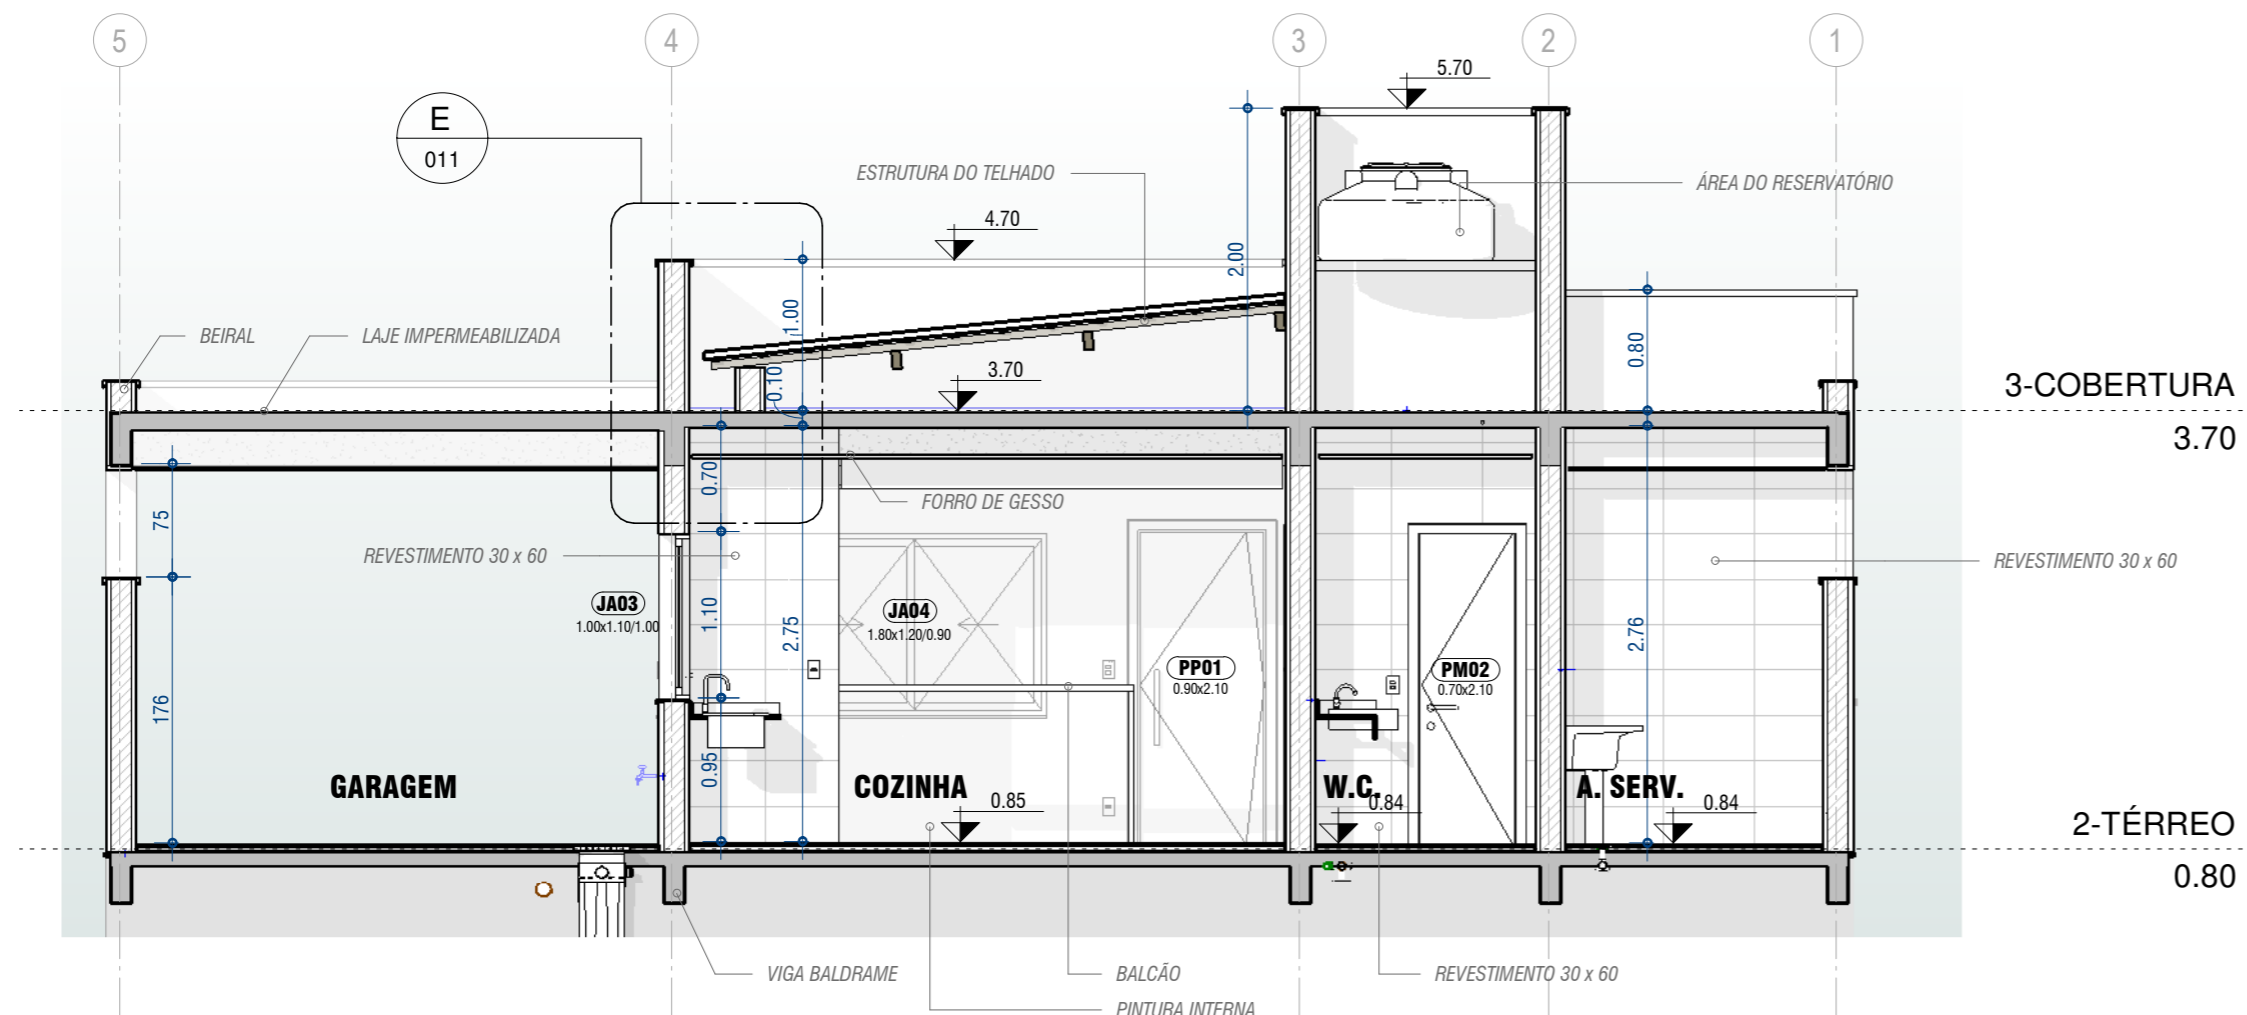 5
4
3
2
1
5.70
E
011
ESTRUTURA DO TELHADO
ÁREA DO RESERVATÓRIO
4.70
2.00
1.00
BEIRAL
LAJE IMPERMEABILIZADA
0.80
3.70
0.10
3-COBERTURA
3.70
0.70
FORRO DE GESSO
75
REVESTIMENTO 30 x 60
REVESTIMENTO 30 x 60
JA03
1.00x1.10/1.00
1.10
2.75
JA04
1.80x1.20/0.90
2.76
PP01
0.90x2.10
PM02
0.70x2.10
176
0.95
GARAGEM
COZINHA
W.C.
A. SERV.
0.85
0.84
0.84
2-TÉRREO
0.80
VIGA BALDRAME
BALCÃO
REVESTIMENTO 30 x 60
PINTURA INTERNA